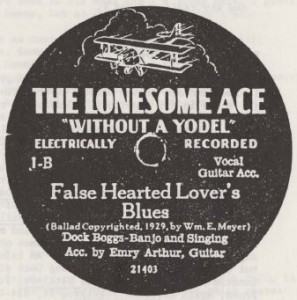 THE LONESOME ACE
"WITHOUT A YODEL"
ELECTRICALLY RECORDED
1-B Vocal
Guitar Acc.
False Hearted Lover's
Blues
(Ballad Copyrighted, 1929, by Wm. E. Meyer)
Dock Boggs-Banjo and Singing
Acc. by Emry Arthur, Guitar
21403